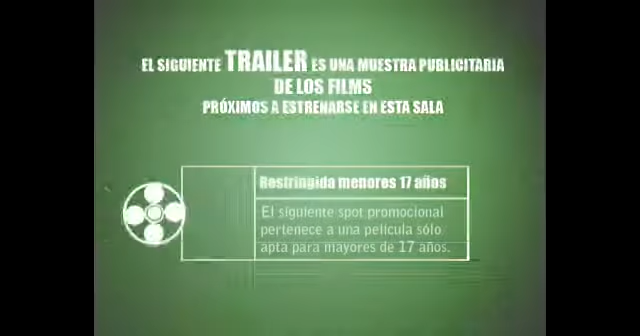 EL SIGUIENTE TRAILER ES UNA MUESTRA PUBLICITARIA
DE LOS FILMS
PRÓXIMOS A ESTRENARSE EN ESTA SALA
Restringida menores 17 años
El siguiente spot promocional
pertenece a una película sólo
apta para mayores de 17 años.